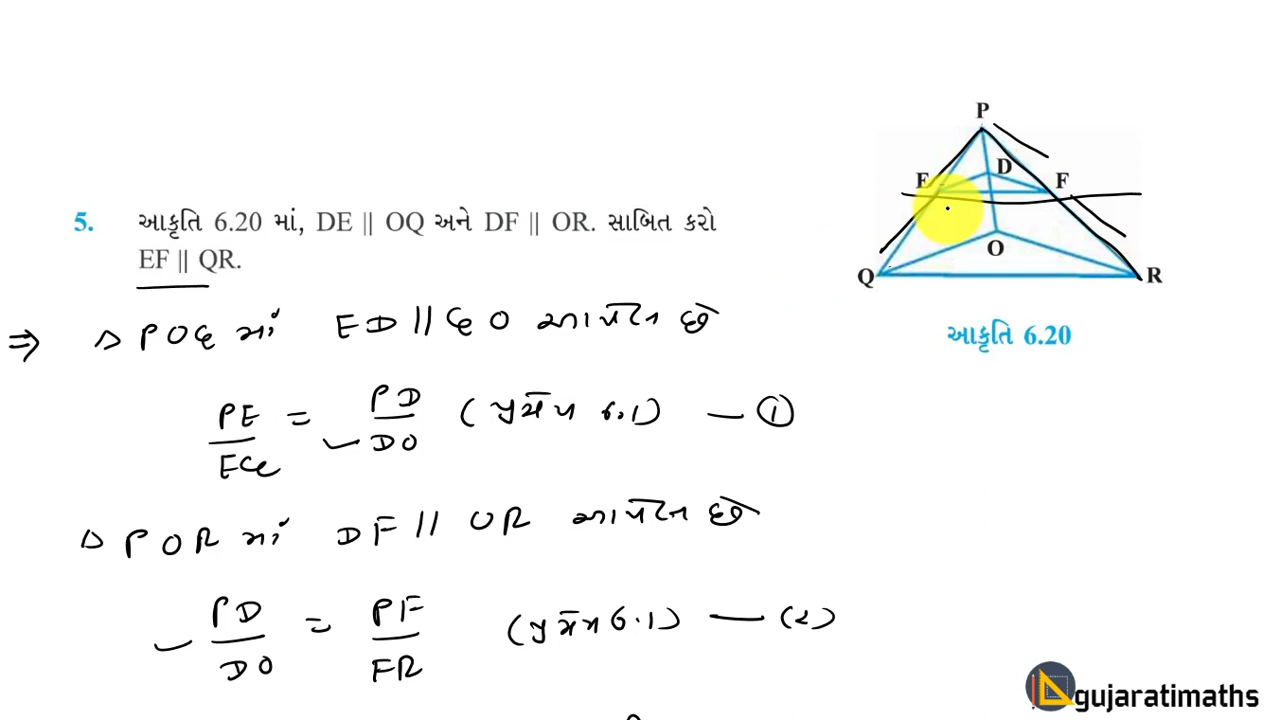 P
E
D
F
O
Q
R
આકૃતિ 6.20
5. આકૃતિ 6.20 માં, DE || OQ અને DF || OR. સાબિત કરો
EF || QR.
⇒ △ POQ માં ED || QO આપેલ છે
PE/EQ = PD/DO (પ્રમેય 6.1) — ①
△ POR માં DF || OR આપેલ છે
PD/DO = PF/FR (પ્રમેય 6.1) — (૨)
gujaratimaths